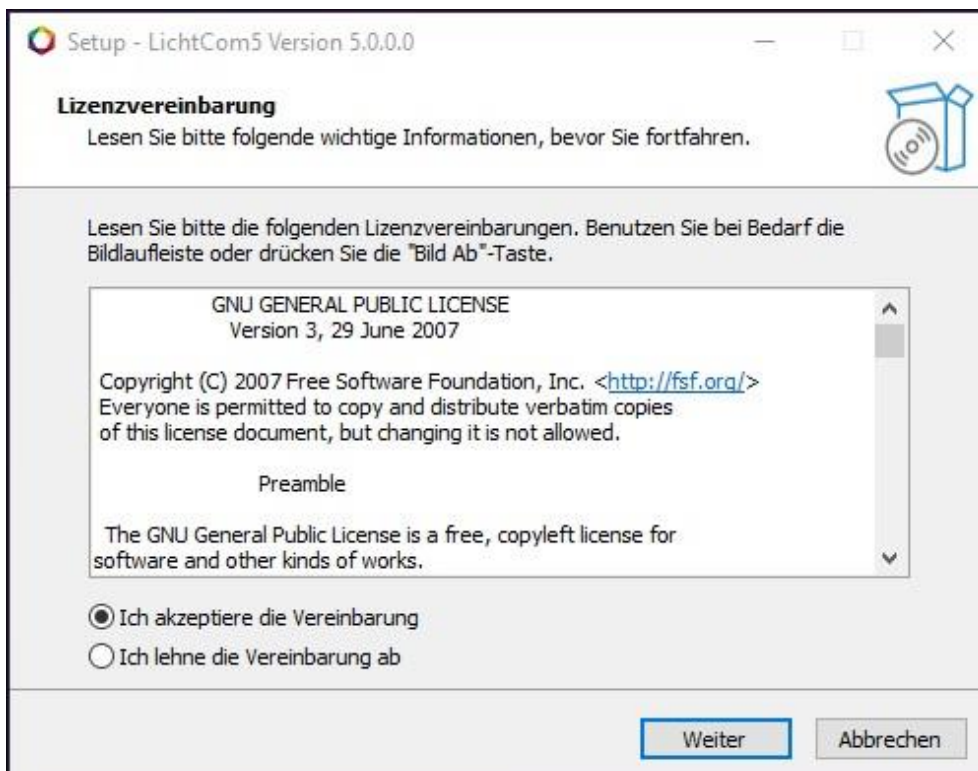 Setup - LichtCom5 Version 5.0.0.0
Lizenzvereinbarung
Lesen Sie bitte folgende wichtige Informationen, bevor Sie fortfahren.
Lesen Sie bitte die folgenden Lizenzvereinbarungen. Benutzen Sie bei Bedarf die
Bildlaufleiste oder drücken Sie die "Bild Ab"-Taste.
GNU GENERAL PUBLIC LICENSE
Version 3, 29 June 2007
Copyright (C) 2007 Free Software Foundation, Inc. <http://fsf.org/>
Everyone is permitted to copy and distribute verbatim copies
of this license document, but changing it is not allowed.
Preamble
The GNU General Public License is a free, copyleft license for
software and other kinds of works.
Ich akzeptiere die Vereinbarung
Ich lehne die Vereinbarung ab
Weiter
Abbrechen